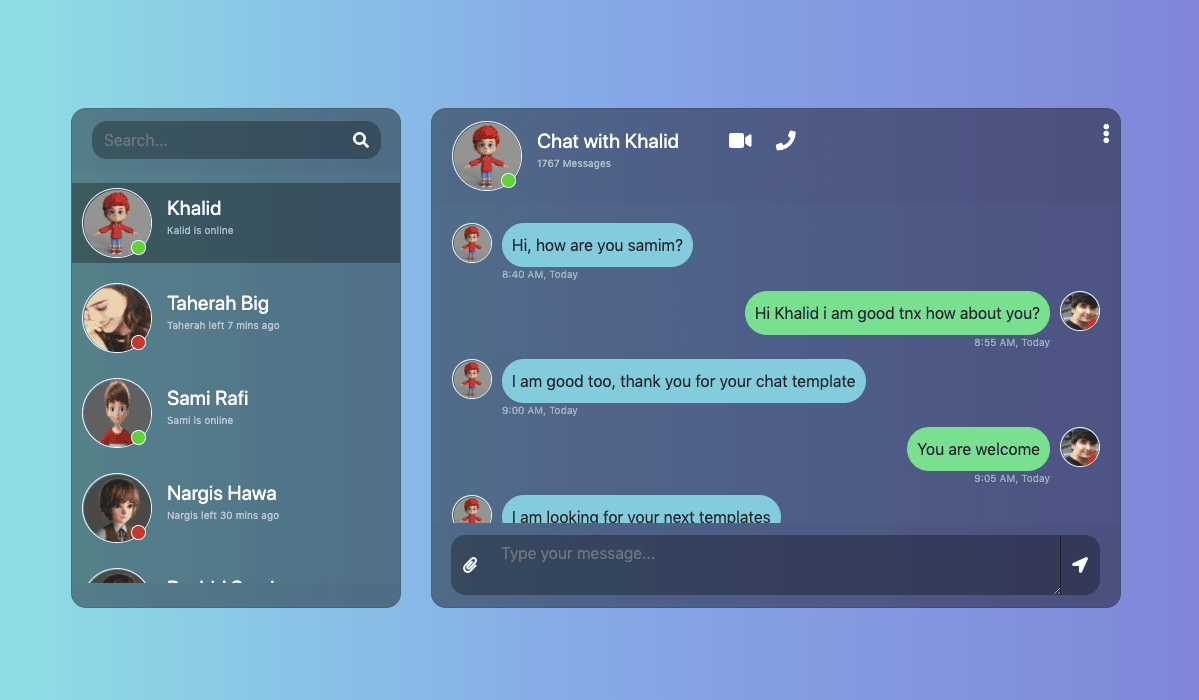 Search...
Khalid
Kalid is online
Taherah Big
Taherah left 7 mins ago
Sami Rafi
Sami is online
Nargis Hawa
Nargis left 30 mins ago
Chat with Khalid
1767 Messages
Hi, how are you samim?
8:40 AM, Today
Hi Khalid i am good tnx how about you?
8:55 AM, Today
I am good too, thank you for your chat template
9:00 AM, Today
You are welcome
9:05 AM, Today
I am looking for your next templates
Type your message...